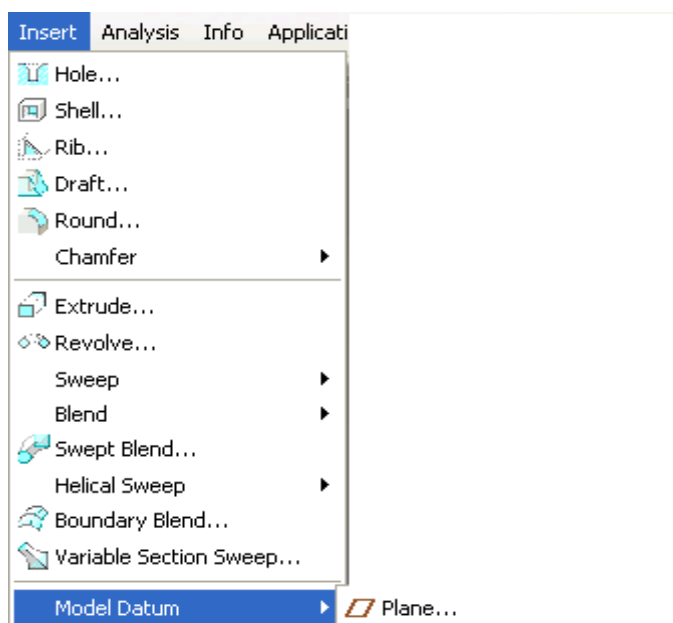 Insert Analysis Info Applicati
Hole...
Shell...
Rib...
Draft...
Round...
Chamfer
Extrude...
Revolve...
Sweep
Blend
Swept Blend...
Helical Sweep
Boundary Blend...
Variable Section Sweep...
Model Datum Plane...